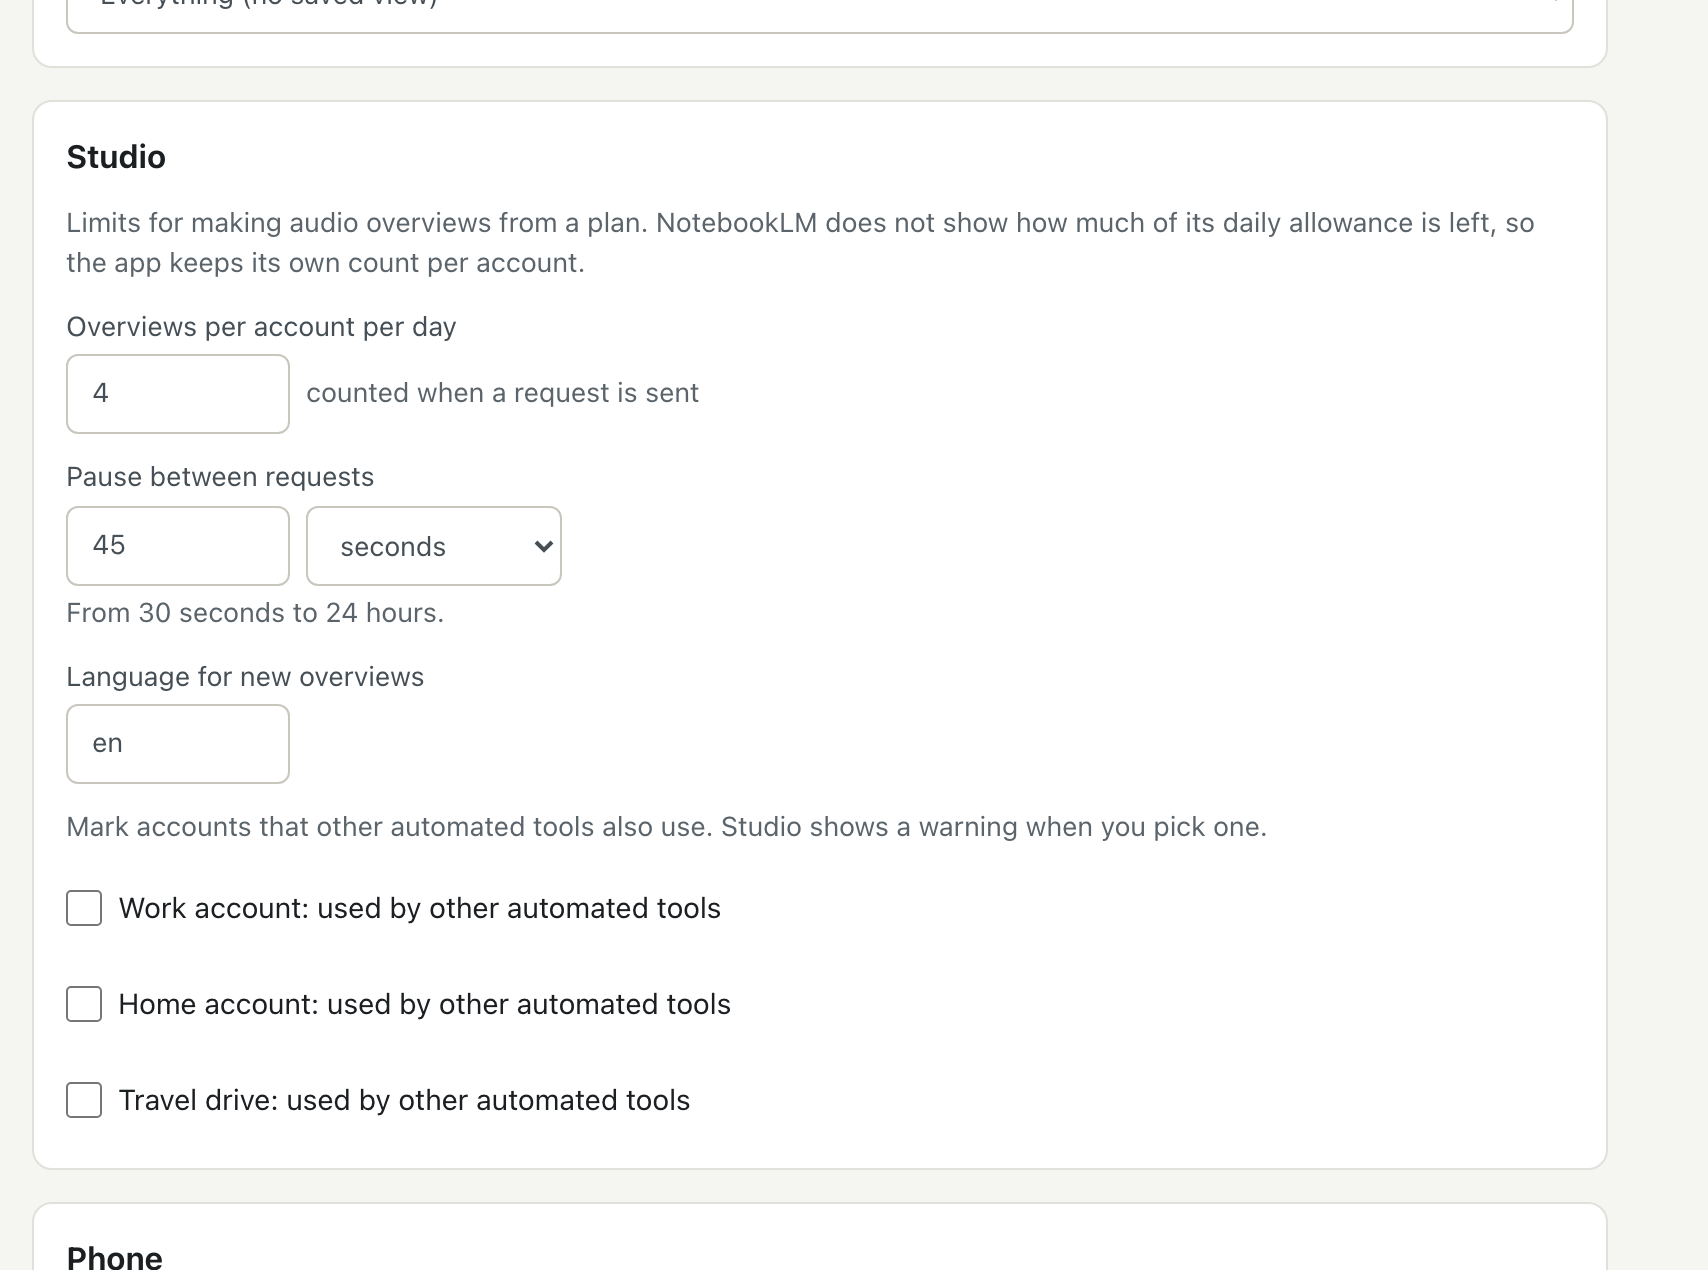 Everything (no saved view)
Studio
Limits for making audio overviews from a plan. NotebookLM does not show how much of its daily allowance is left, so
the app keeps its own count per account.
Overviews per account per day
4 counted when a request is sent
Pause between requests
45 seconds
From 30 seconds to 24 hours.
Language for new overviews
en
Mark accounts that other automated tools also use. Studio shows a warning when you pick one.
Work account: used by other automated tools
Home account: used by other automated tools
Travel drive: used by other automated tools
Phone